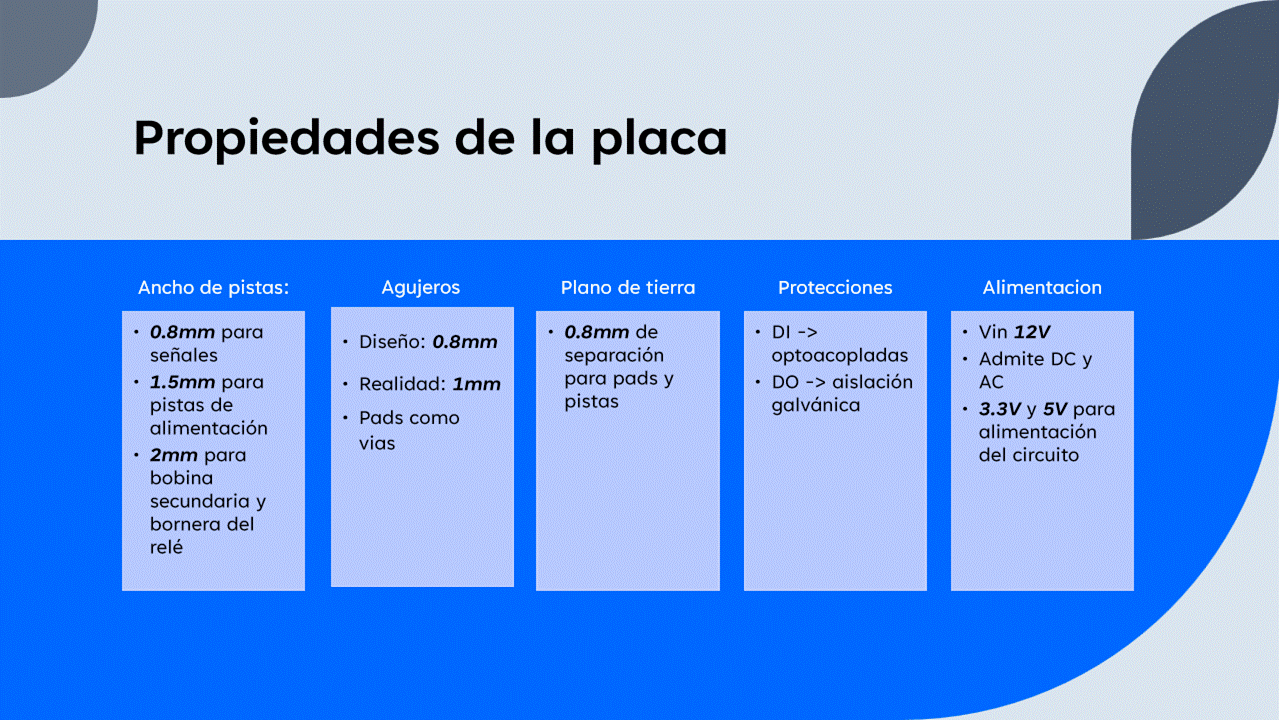 Propiedades de la placa
Ancho de pistas:
• 0.8mm para
señales
• 1.5mm para
pistas de
alimentación
• 2mm para
bobina
secundaria y
bornera del
relé
Agujeros
• Diseño: 0.8mm
• Realidad: 1mm
• Pads como
vias
Plano de tierra
• 0.8mm de
separación
para pads y
pistas
Protecciones
• DI ->
optoacopladas
• DO -> aislación
galvánica
Alimentacion
• Vin 12V
• Admite DC y
AC
• 3.3V y 5V para
alimentación
del circuito